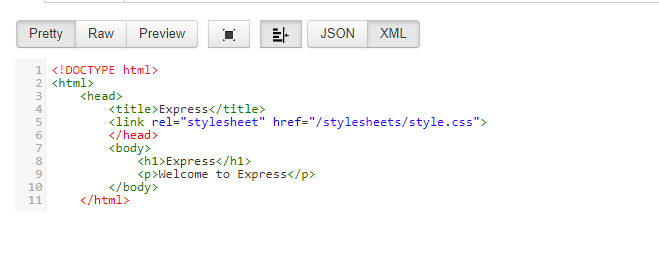 Pretty Raw Preview JSON XML
1 <!DOCTYPE html>
2 <html>
3 <head>
4 <title>Express</title>
5 <link rel="stylesheet" href="/stylesheets/style.css">
6 </head>
7 <body>
8 <h1>Express</h1>
9 <p>Welcome to Express</p>
10 </body>
11 </html>